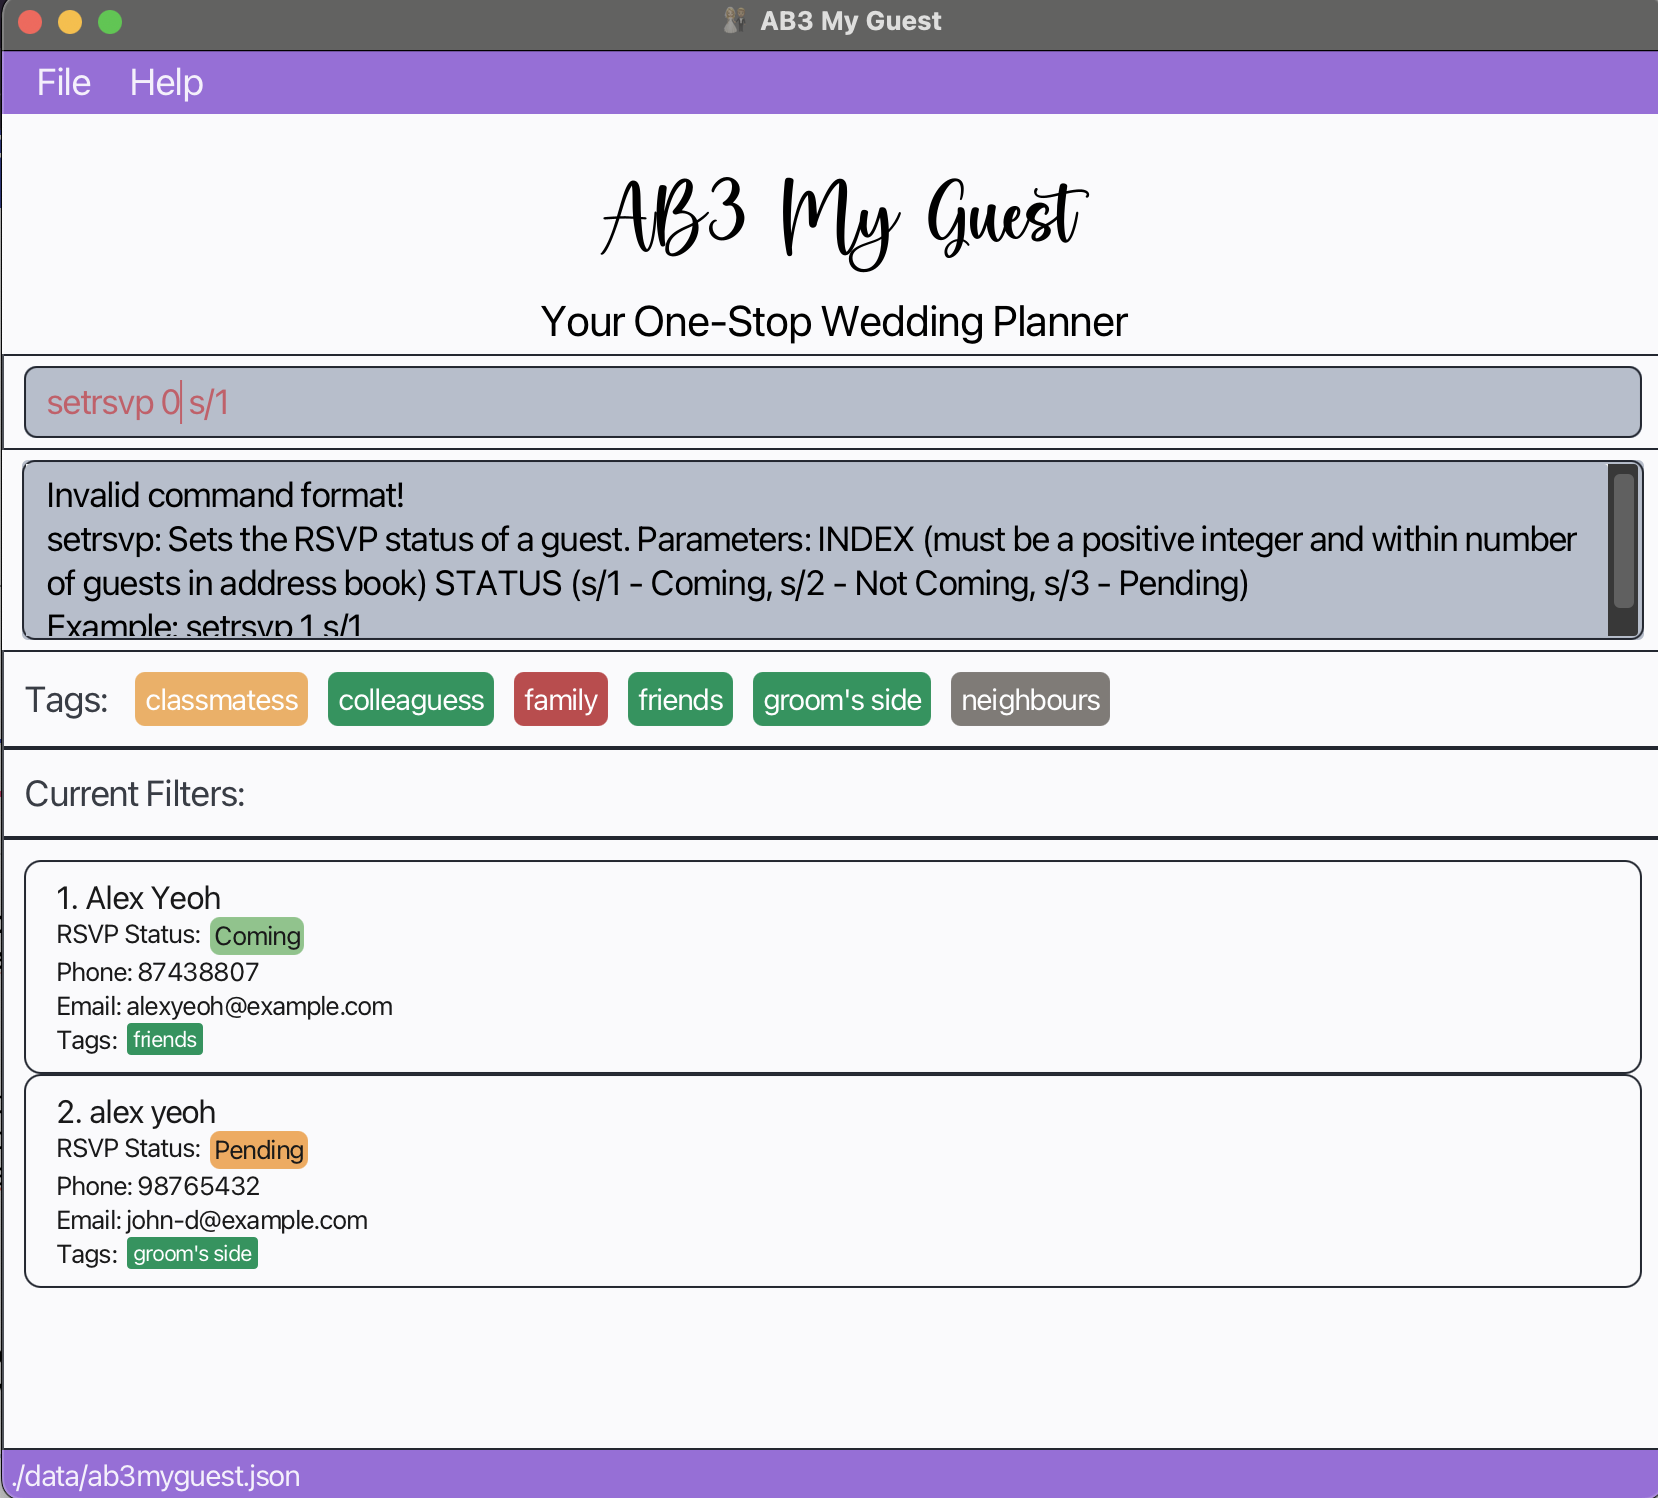 AB3 My Guest
File Help
AB3 My Guest
Your One-Stop Wedding Planner
setrsvp 0 s/1
Invalid command format!
setrsvp: Sets the RSVP status of a guest. Parameters: INDEX (must be a positive integer and within number
of guests in address book) STATUS (s/1 - Coming, s/2 - Not Coming, s/3 - Pending)
Example: setrsvp 1 s/1
Tags: classmatess colleaguess family friends groom's side neighbours
Current Filters:
1. Alex Yeoh
RSVP Status: Coming
Phone: 87438807
Email: alexyeoh@example.com
Tags: friends
2. alex yeoh
RSVP Status: Pending
Phone: 98765432
Email: john-d@example.com
Tags: groom's side
./data/ab3myguest.json